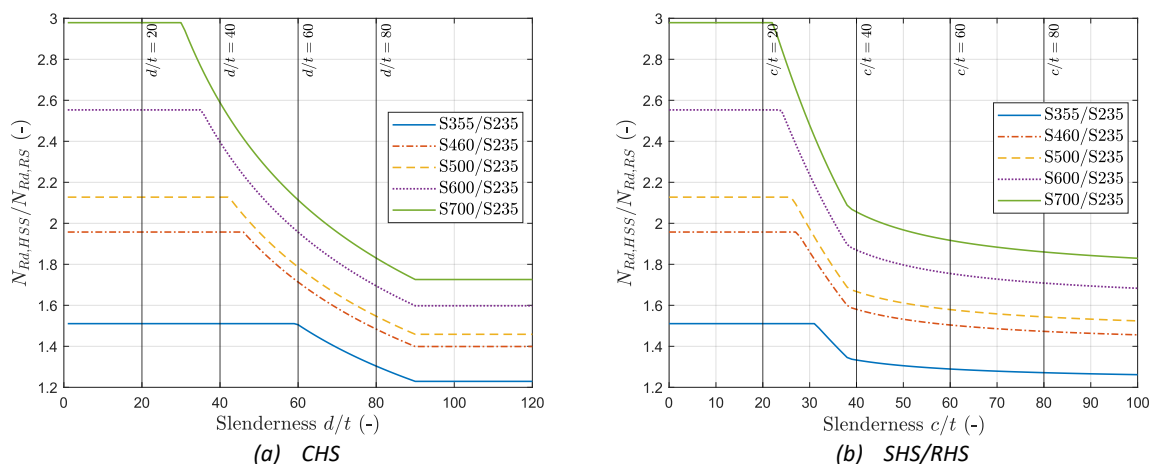 3
2.8
2.6
2.4
2.2
2
1.8
1.6
1.4
1.2
0
20
40
60
80
100
120
N_{Rd,HSS}/N_{Rd,RS} (-)
Slenderness d/t (-)
d/t = 20
d/t = 40
d/t = 60
d/t = 80
S355/S235
S460/S235
S500/S235
S600/S235
S700/S235
(a) CHS
3
2.8
2.6
2.4
2.2
2
1.8
1.6
1.4
1.2
0
10
20
30
40
50
60
70
80
90
100
N_{Rd,HSS}/N_{Rd,RS} (-)
Slenderness c/t (-)
c/t = 20
c/t = 40
c/t = 60
c/t = 80
S355/S235
S460/S235
S500/S235
S600/S235
S700/S235
(b) SHS/RHS